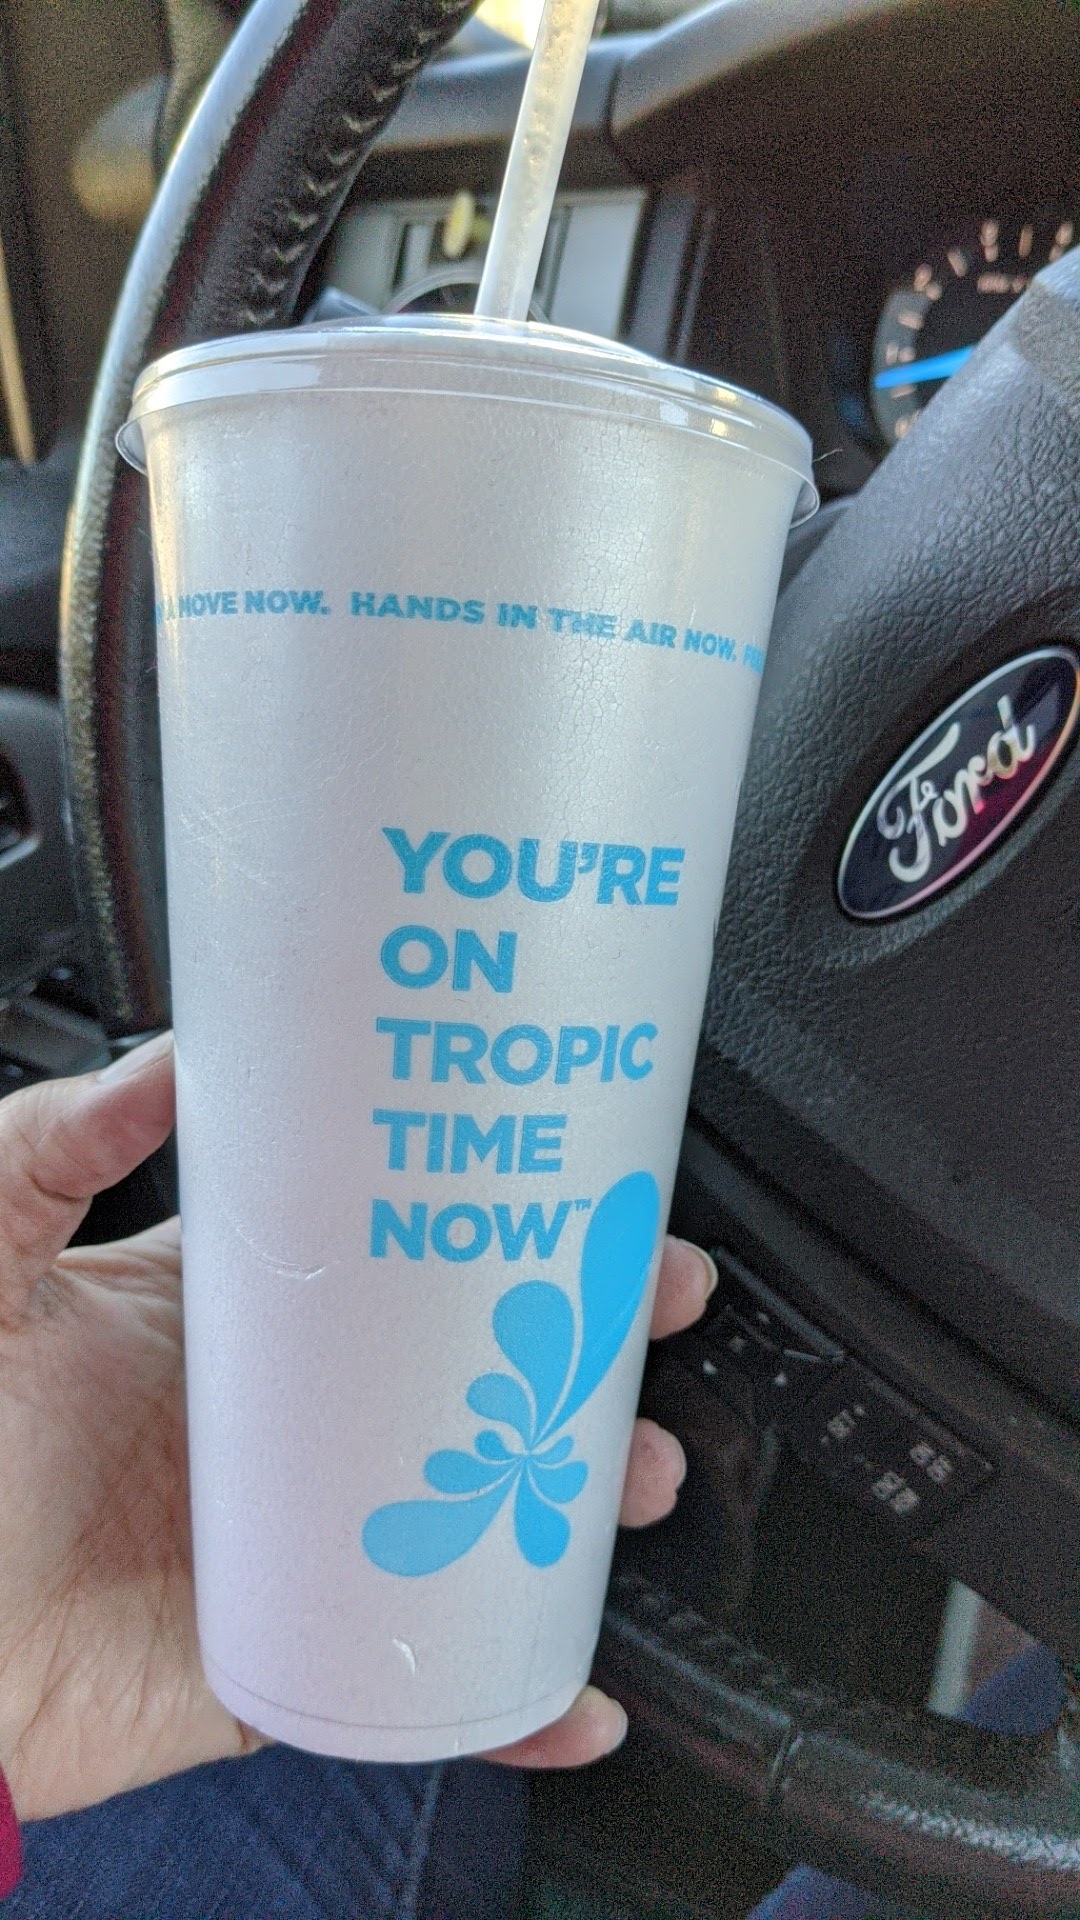 A MOVE NOW. HANDS IN THE AIR NOW.
YOU'RE
ON
TROPIC
TIME
NOW™
Ford